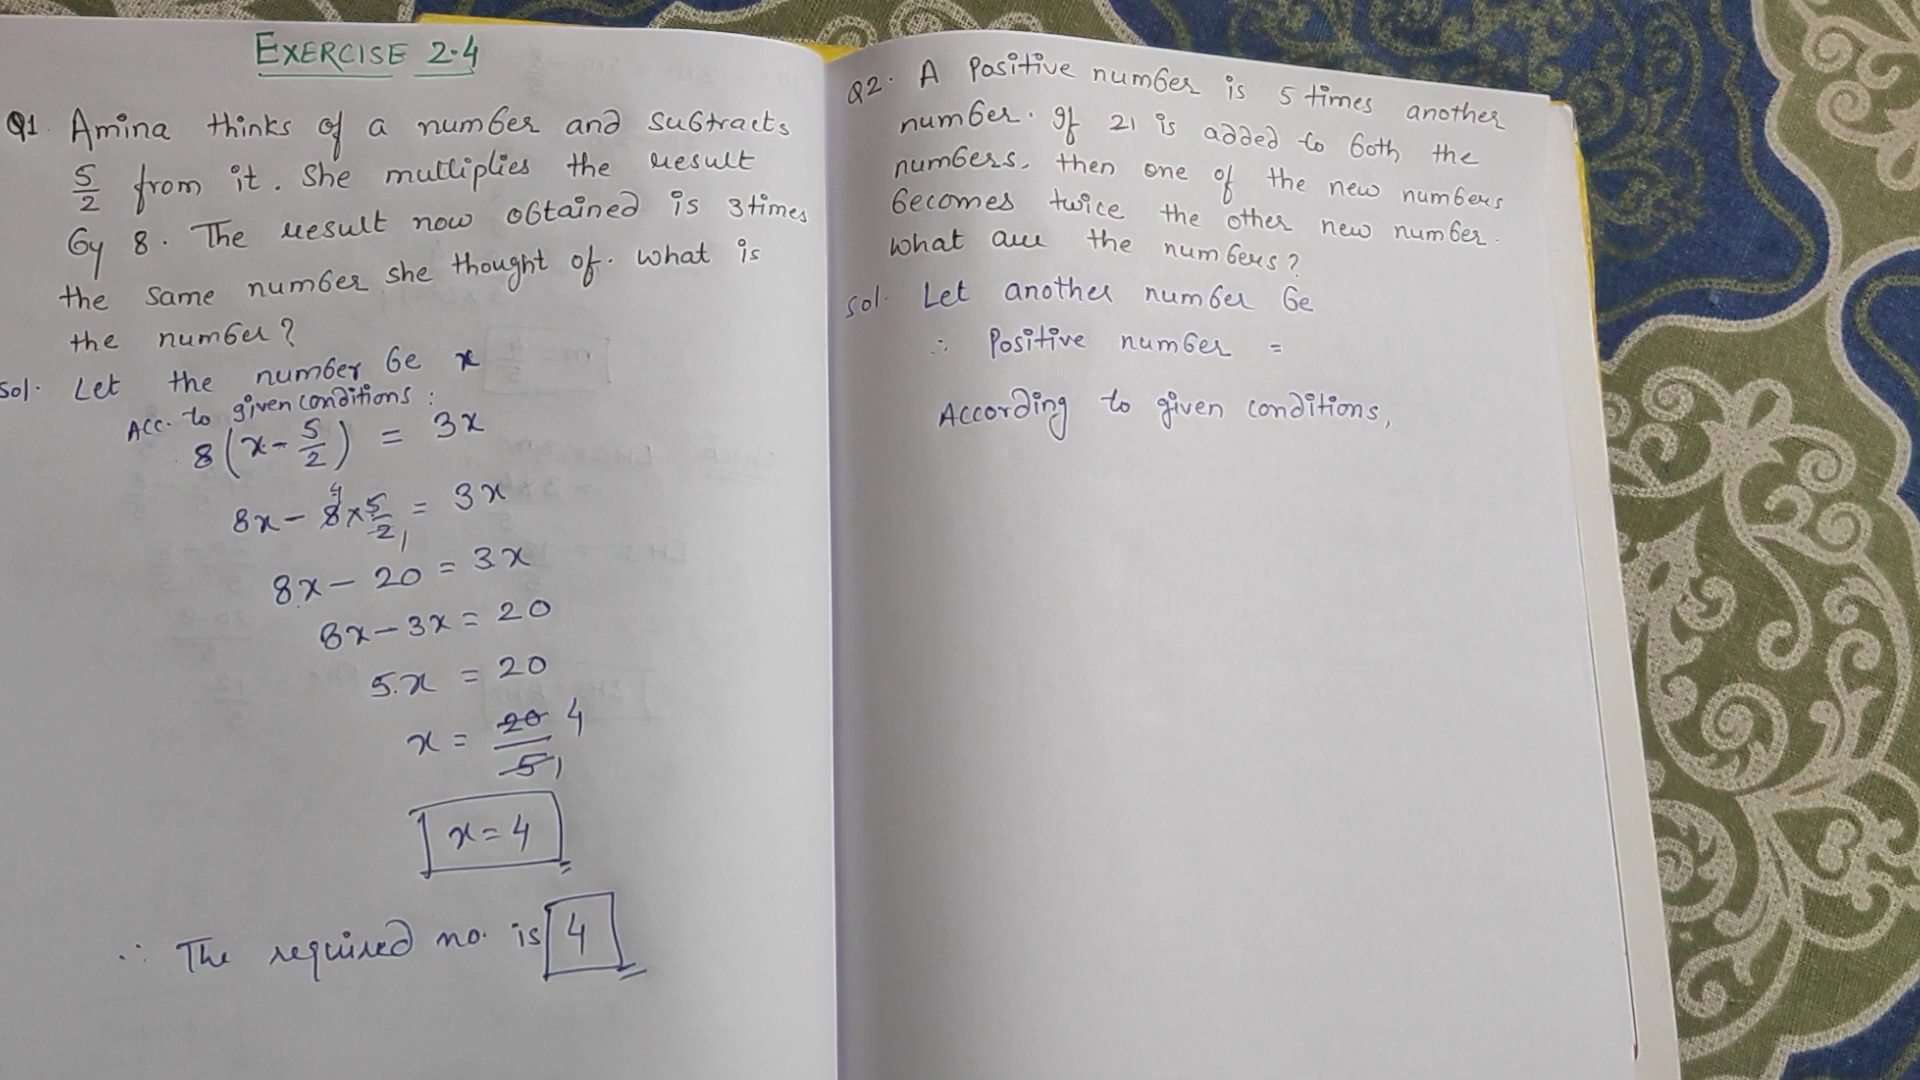 EXERCISE 2.4
Q1. Amina thinks of a number and subtracts
5/2 from it. She multiplies the result
by 8. The result now obtained is 3 times
the same number she thought of. What is
the number?
Sol. Let the number be x
Acc. to given conditions :
8(x - 5/2) = 3x
8x - 8 4 x 5/2 1 = 3x
8x - 20 = 3x
8x - 3x = 20
5x = 20
x = 20/5 4 1
x = 4
∴ The required no. is 4
Q2. A Positive number is 5 times another
number. If 21 is added to both the
numbers, then one of the new numbers
becomes twice the other new number.
What are the numbers?
Sol. Let another number be
∴ Positive number =
According to given conditions,